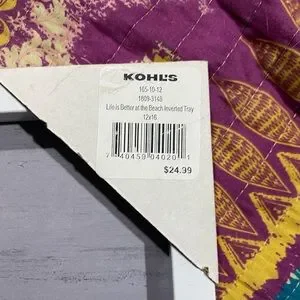 KOHL'S
165-10-12
1809-3148
Life is Better at the Beach Inverted Tray
12x16
7 40459 04020 1
$24.99